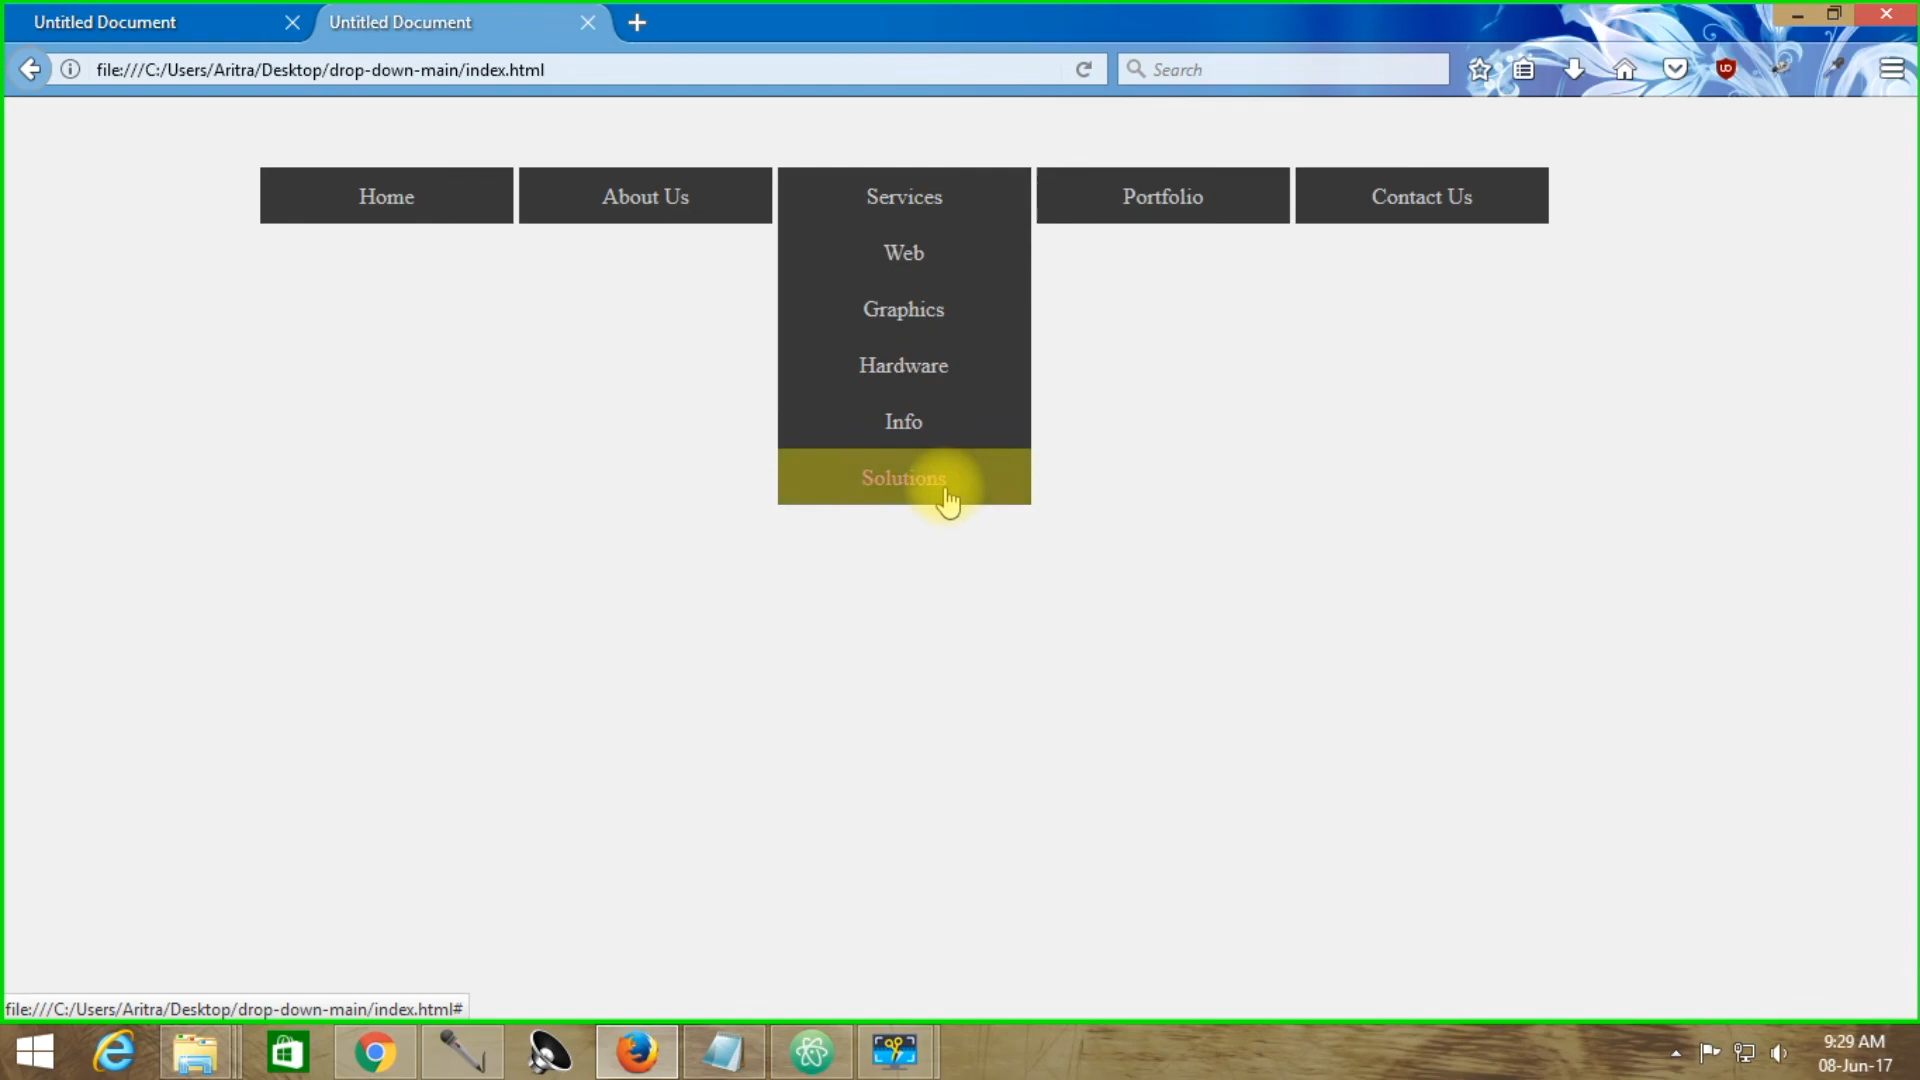 Untitled Document
Untitled Document
file:///C:/Users/Aritra/Desktop/drop-down-main/index.html
Search
Home
About Us
Services
Portfolio
Contact Us
Web
Graphics
Hardware
Info
Solutions
file:///C:/Users/Aritra/Desktop/drop-down-main/index.html#
9:29 AM
08-Jun-17